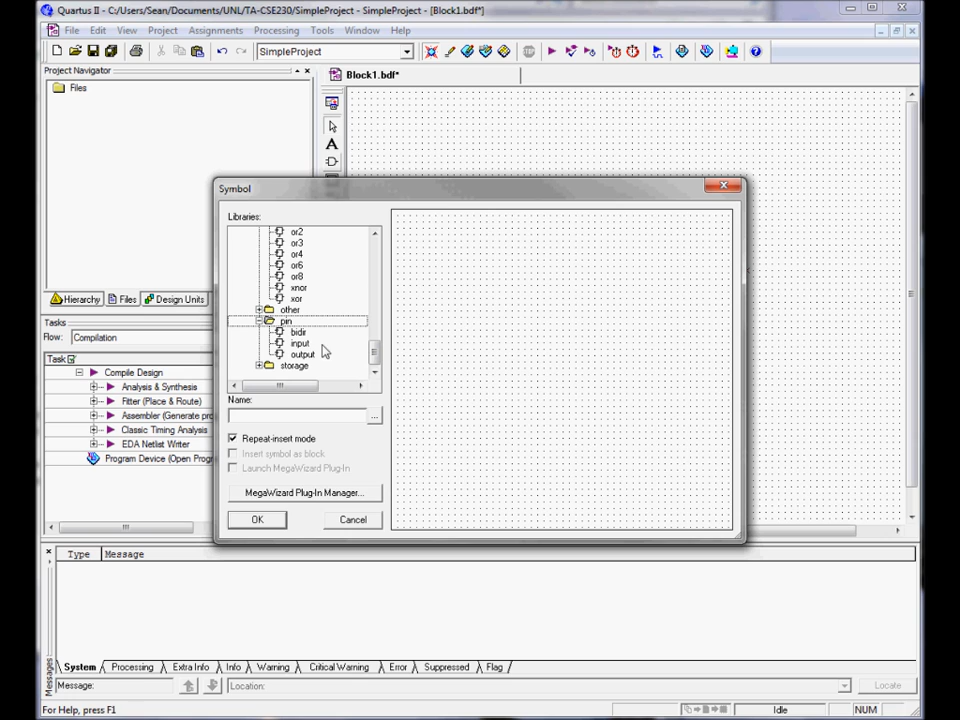 Quartus II - C:/Users/Sean/Documents/UNL/TA-CSE230/SimpleProject - SimpleProject - [Block1.bdf*]
File Edit View Project Assignments Processing Tools Window Help
SimpleProject
Project Navigator
Files
Block1.bdf*
A
Hierarchy Files Design Units
Tasks
Flow: Compilation
Task
Compile Design
Analysis & Synthesis
Fitter (Place & Route)
Assembler (Generate pro
Classic Timing Analysis
EDA Netlist Writer
Program Device (Open Progr
Symbol
Libraries:
or2
or3
or4
or6
or8
xnor
xor
other
pin
bidir
input
output
storage
Name:
...
Repeat-insert mode
Insert symbol as block
Launch MegaWizard Plug-In
MegaWizard Plug-In Manager...
OK Cancel
Type Message
Messages
System Processing Extra Info Info Warning Critical Warning Error Suppressed Flag
Message: Location: Locate
For Help, press F1 Idle NUM